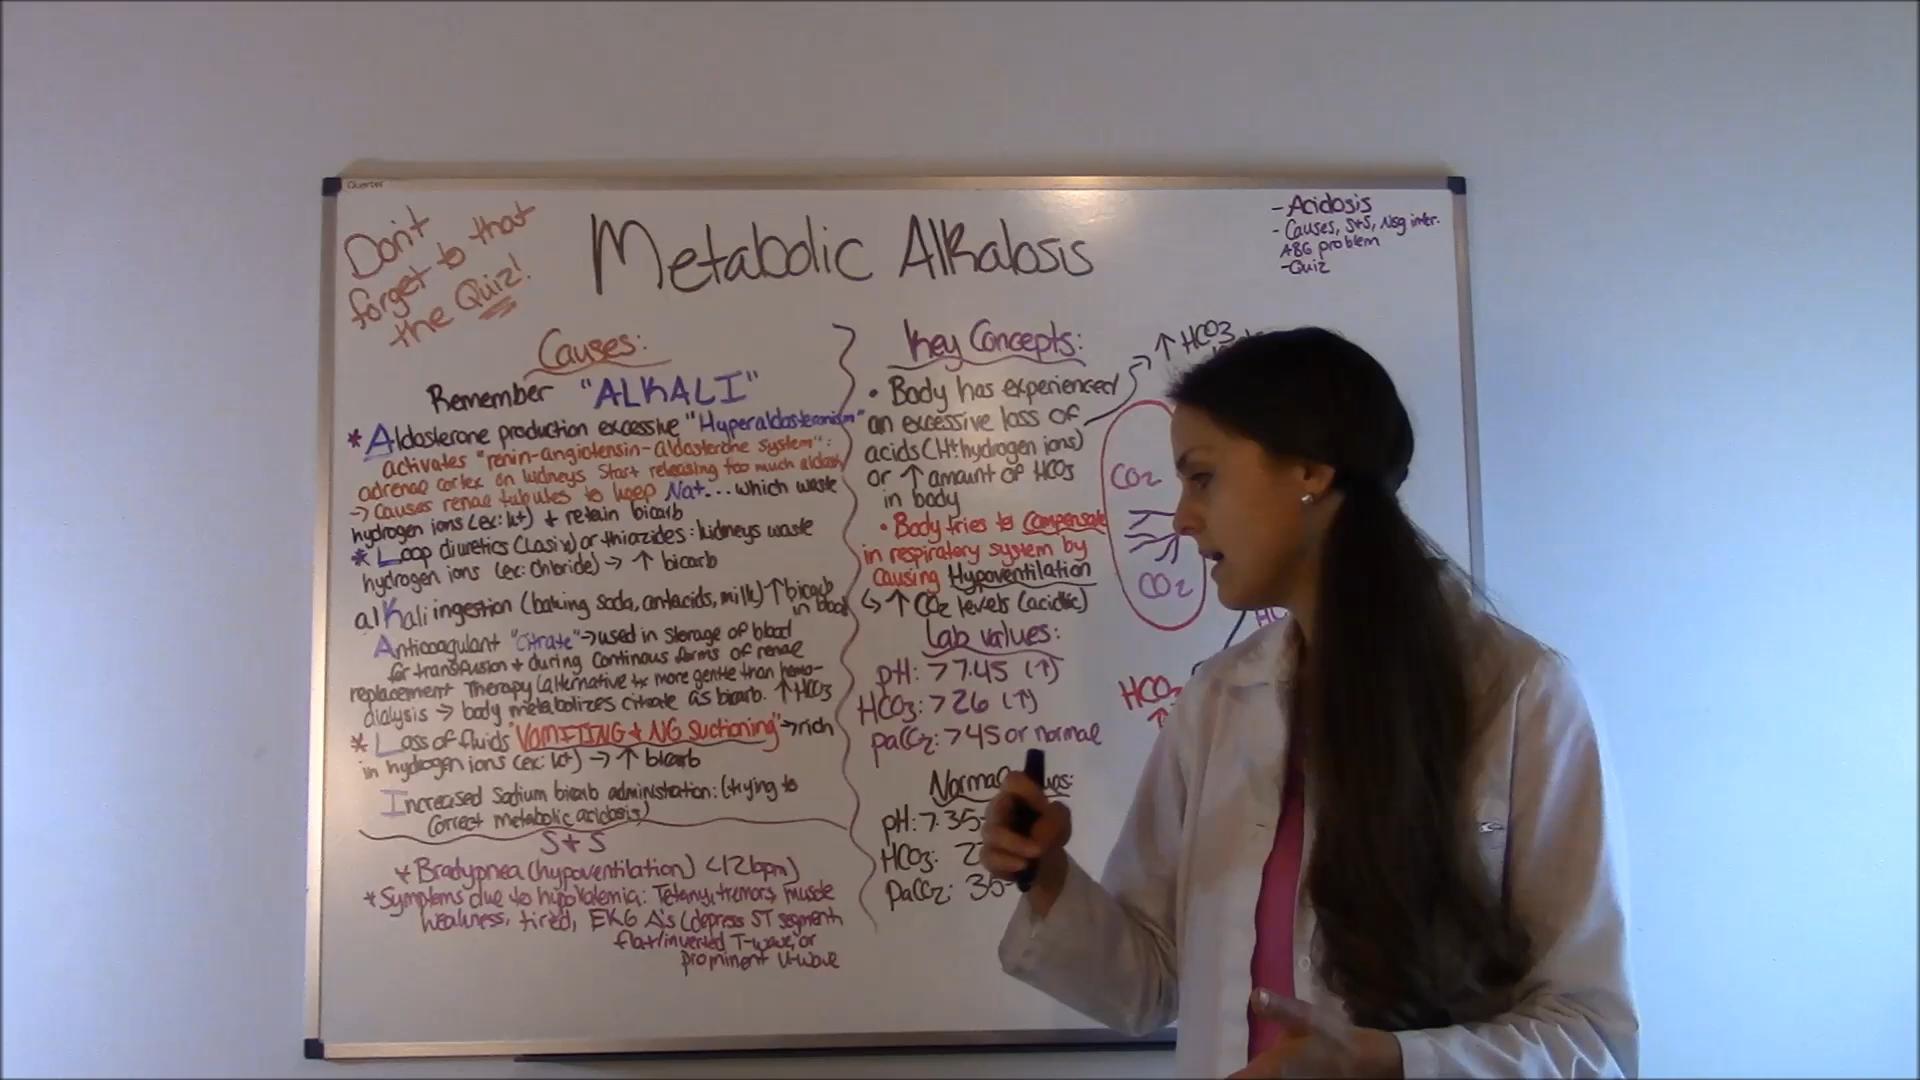 Quartet
Don't
forget to that
the Quiz!
Metabolic Alkalosis
- Acidosis
- Causes, S+S, Nsg inter.
ABG problem
- Quiz
Causes:
Remember "ALKALI"
* Aldosterone production excessive "Hyperaldosteronism"
activates "renin-angiotensin-aldosterone system":
adrenal cortex on kidneys start releasing too much aldost
-> Causes renal tubules to keep Na+... which waste
hydrogen ions (ex: K+) + retain bicarb
* Loop diuretics (Lasix) or thiazides: kidneys waste
hydrogen ions (ex: chloride) → ↑ bicarb
alKali ingestion (baking soda, antacids, milk) ↑ bicarb
in blood
Anticoagulant "Citrate" → used in storage of blood
for transfusion + during continous forms of renal
replacement Therapy (alternative tx more gentle than hemo-
dialysis → body metabolizes citrate as bicarb. ↑ HCO3
* Loss of fluids "VOMITING + NG Suctioning" → rich
in hydrogen ions (ex: K+) → ↑ bicarb
Increased Sodium bicarb administration: (trying to
correct metabolic acidosis)
S+S
* Bradypnea (hypoventilation) <12 bpm)
* Symptoms due to hypokalemia: Tetany, tremors, muscle
weakness, tired, EKG Δ's (depress ST segment
flat/inverted T-wave, or
prominent U-wave
Key Concepts:
• Body has experienced
an excessive loss of
acids (H+: hydrogen ions)
or ↑ amount of HCO3
in body
• Body tries to compensate
in respiratory system by
causing Hypoventilation
↳ ↑ CO2 levels (acidic)
Lab values:
pH: >7.45 (↑)
HCO3: >26 (↑)
PaCO2: >45 or normal
Normal
pH: 7.35-
HCO3: 22
PaCO2: 35-
↑ HCO3
CO2
CO2
HC
HCO3
↑